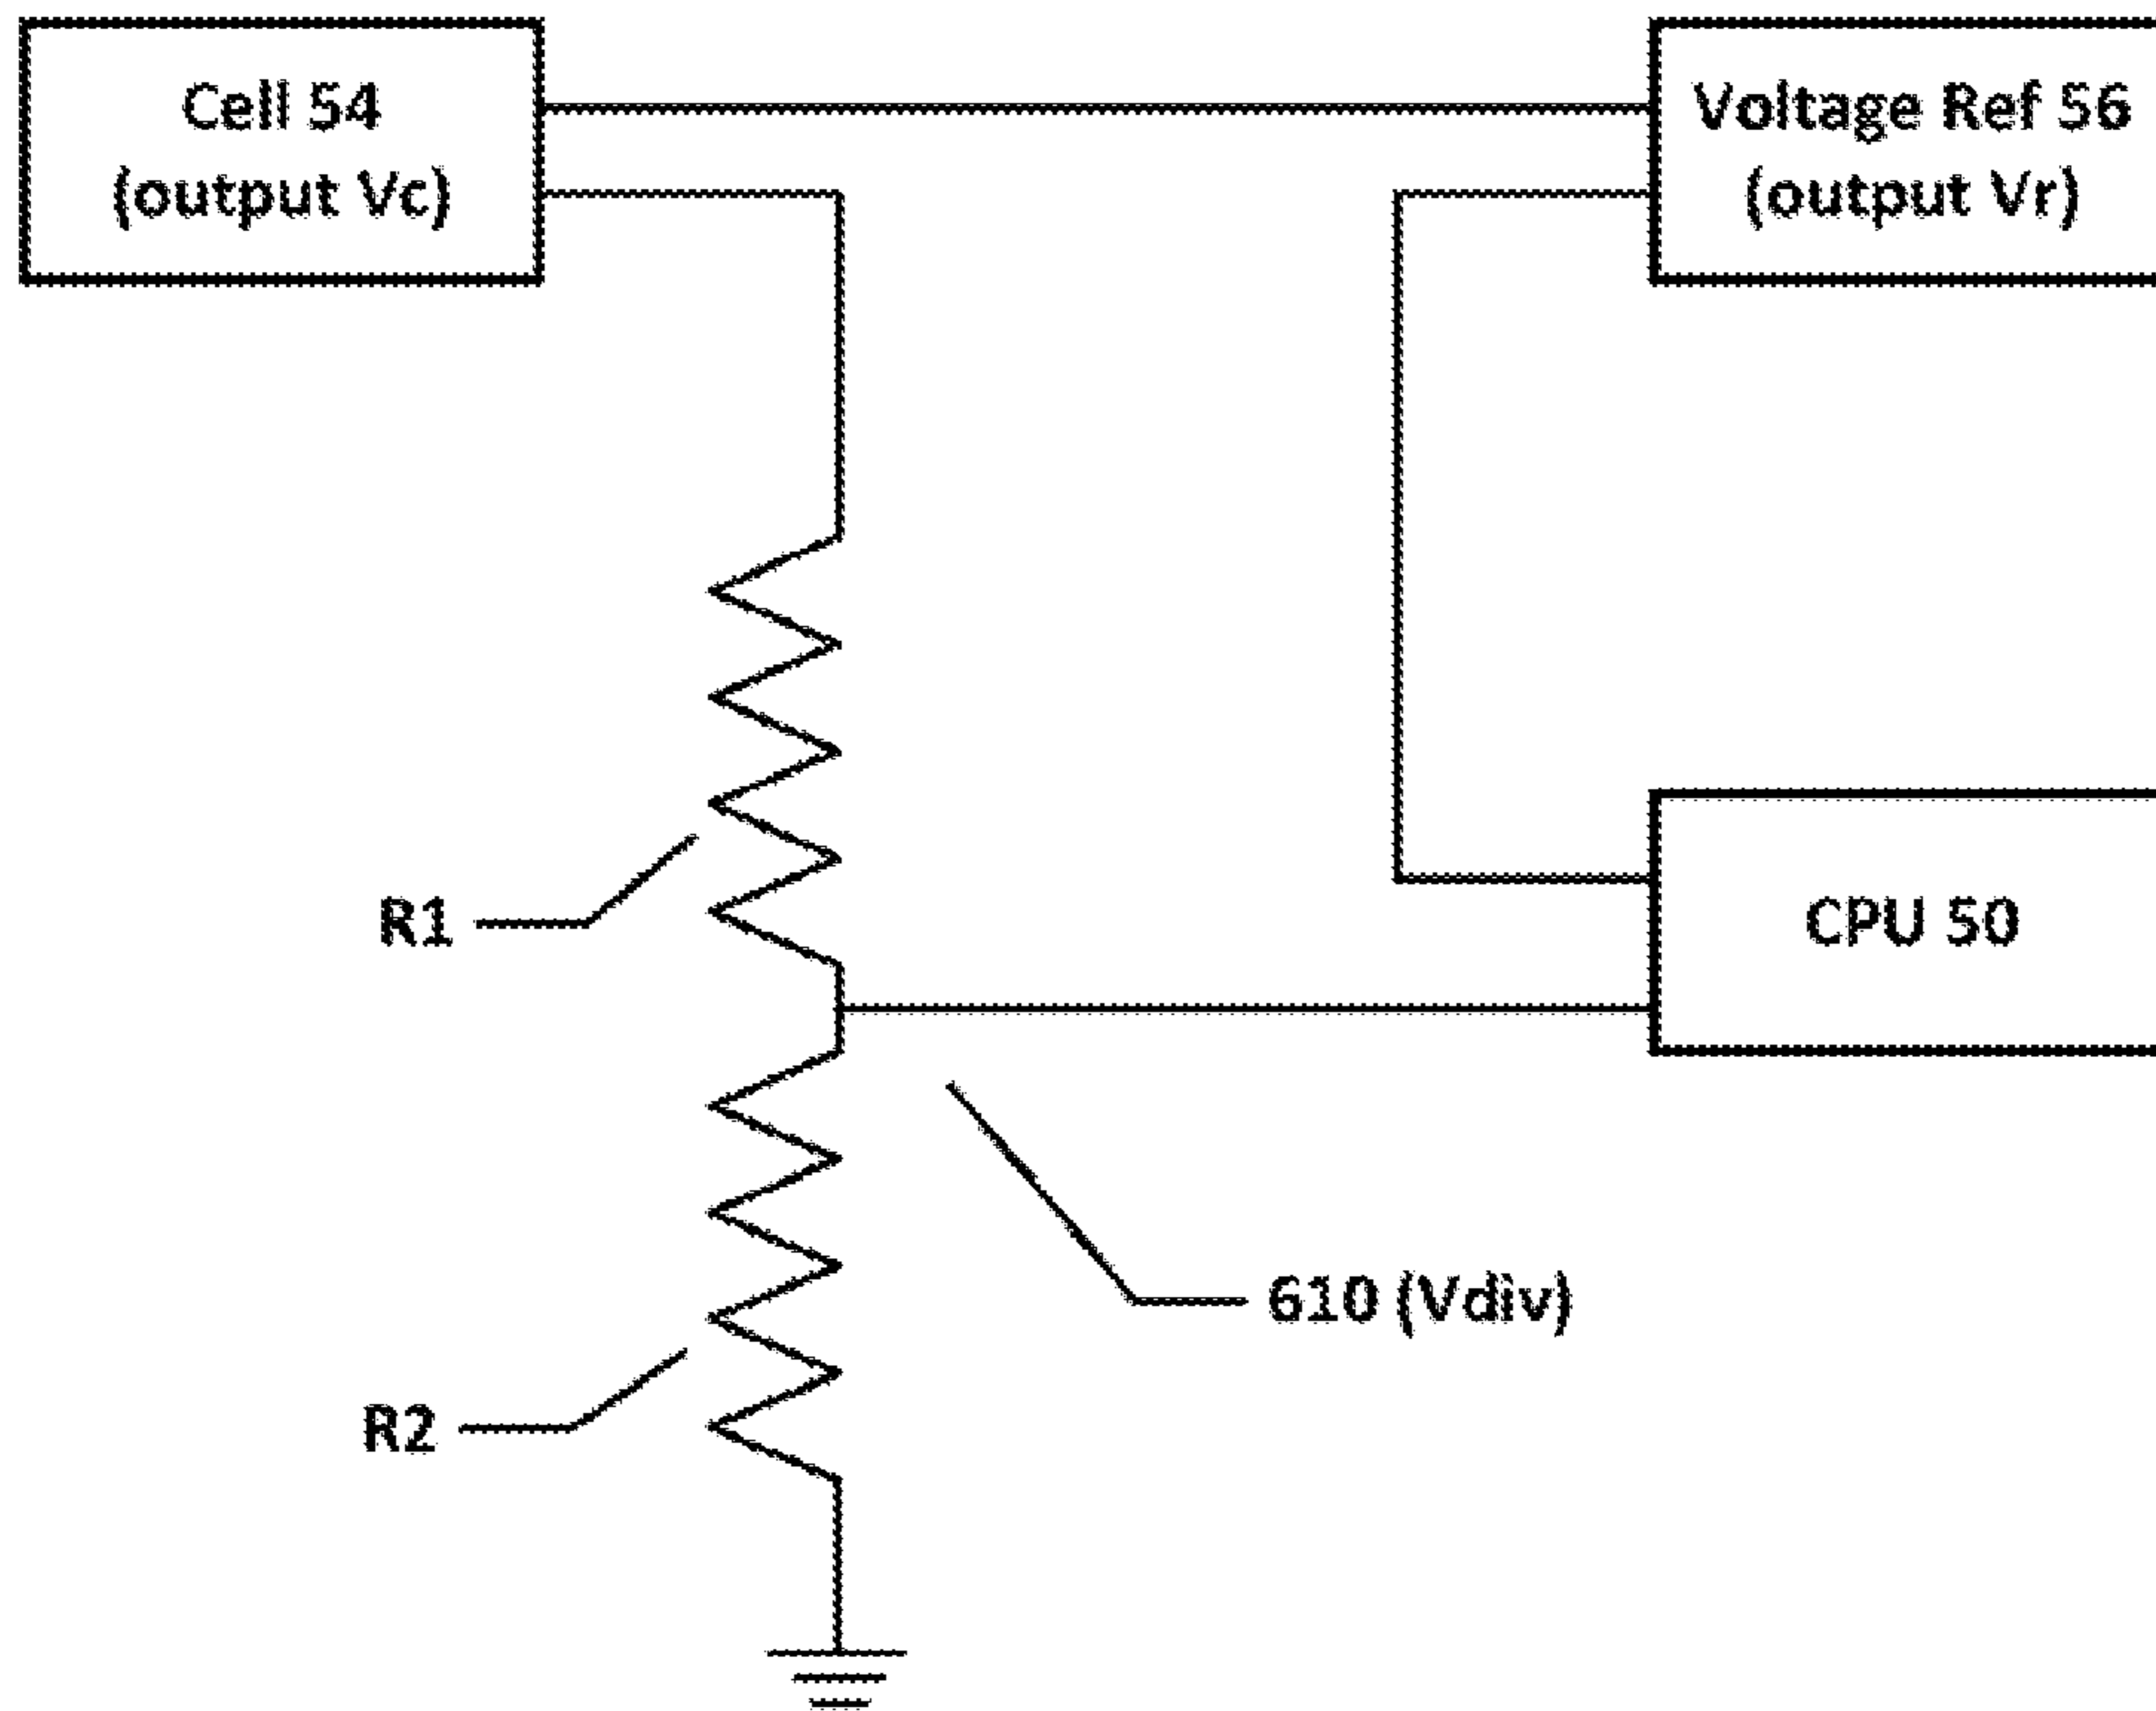 Cell 54
(output Vc)
Voltage Ref 56
(output Vr)
R1
CPU 50
610 (Vdiv)
R2